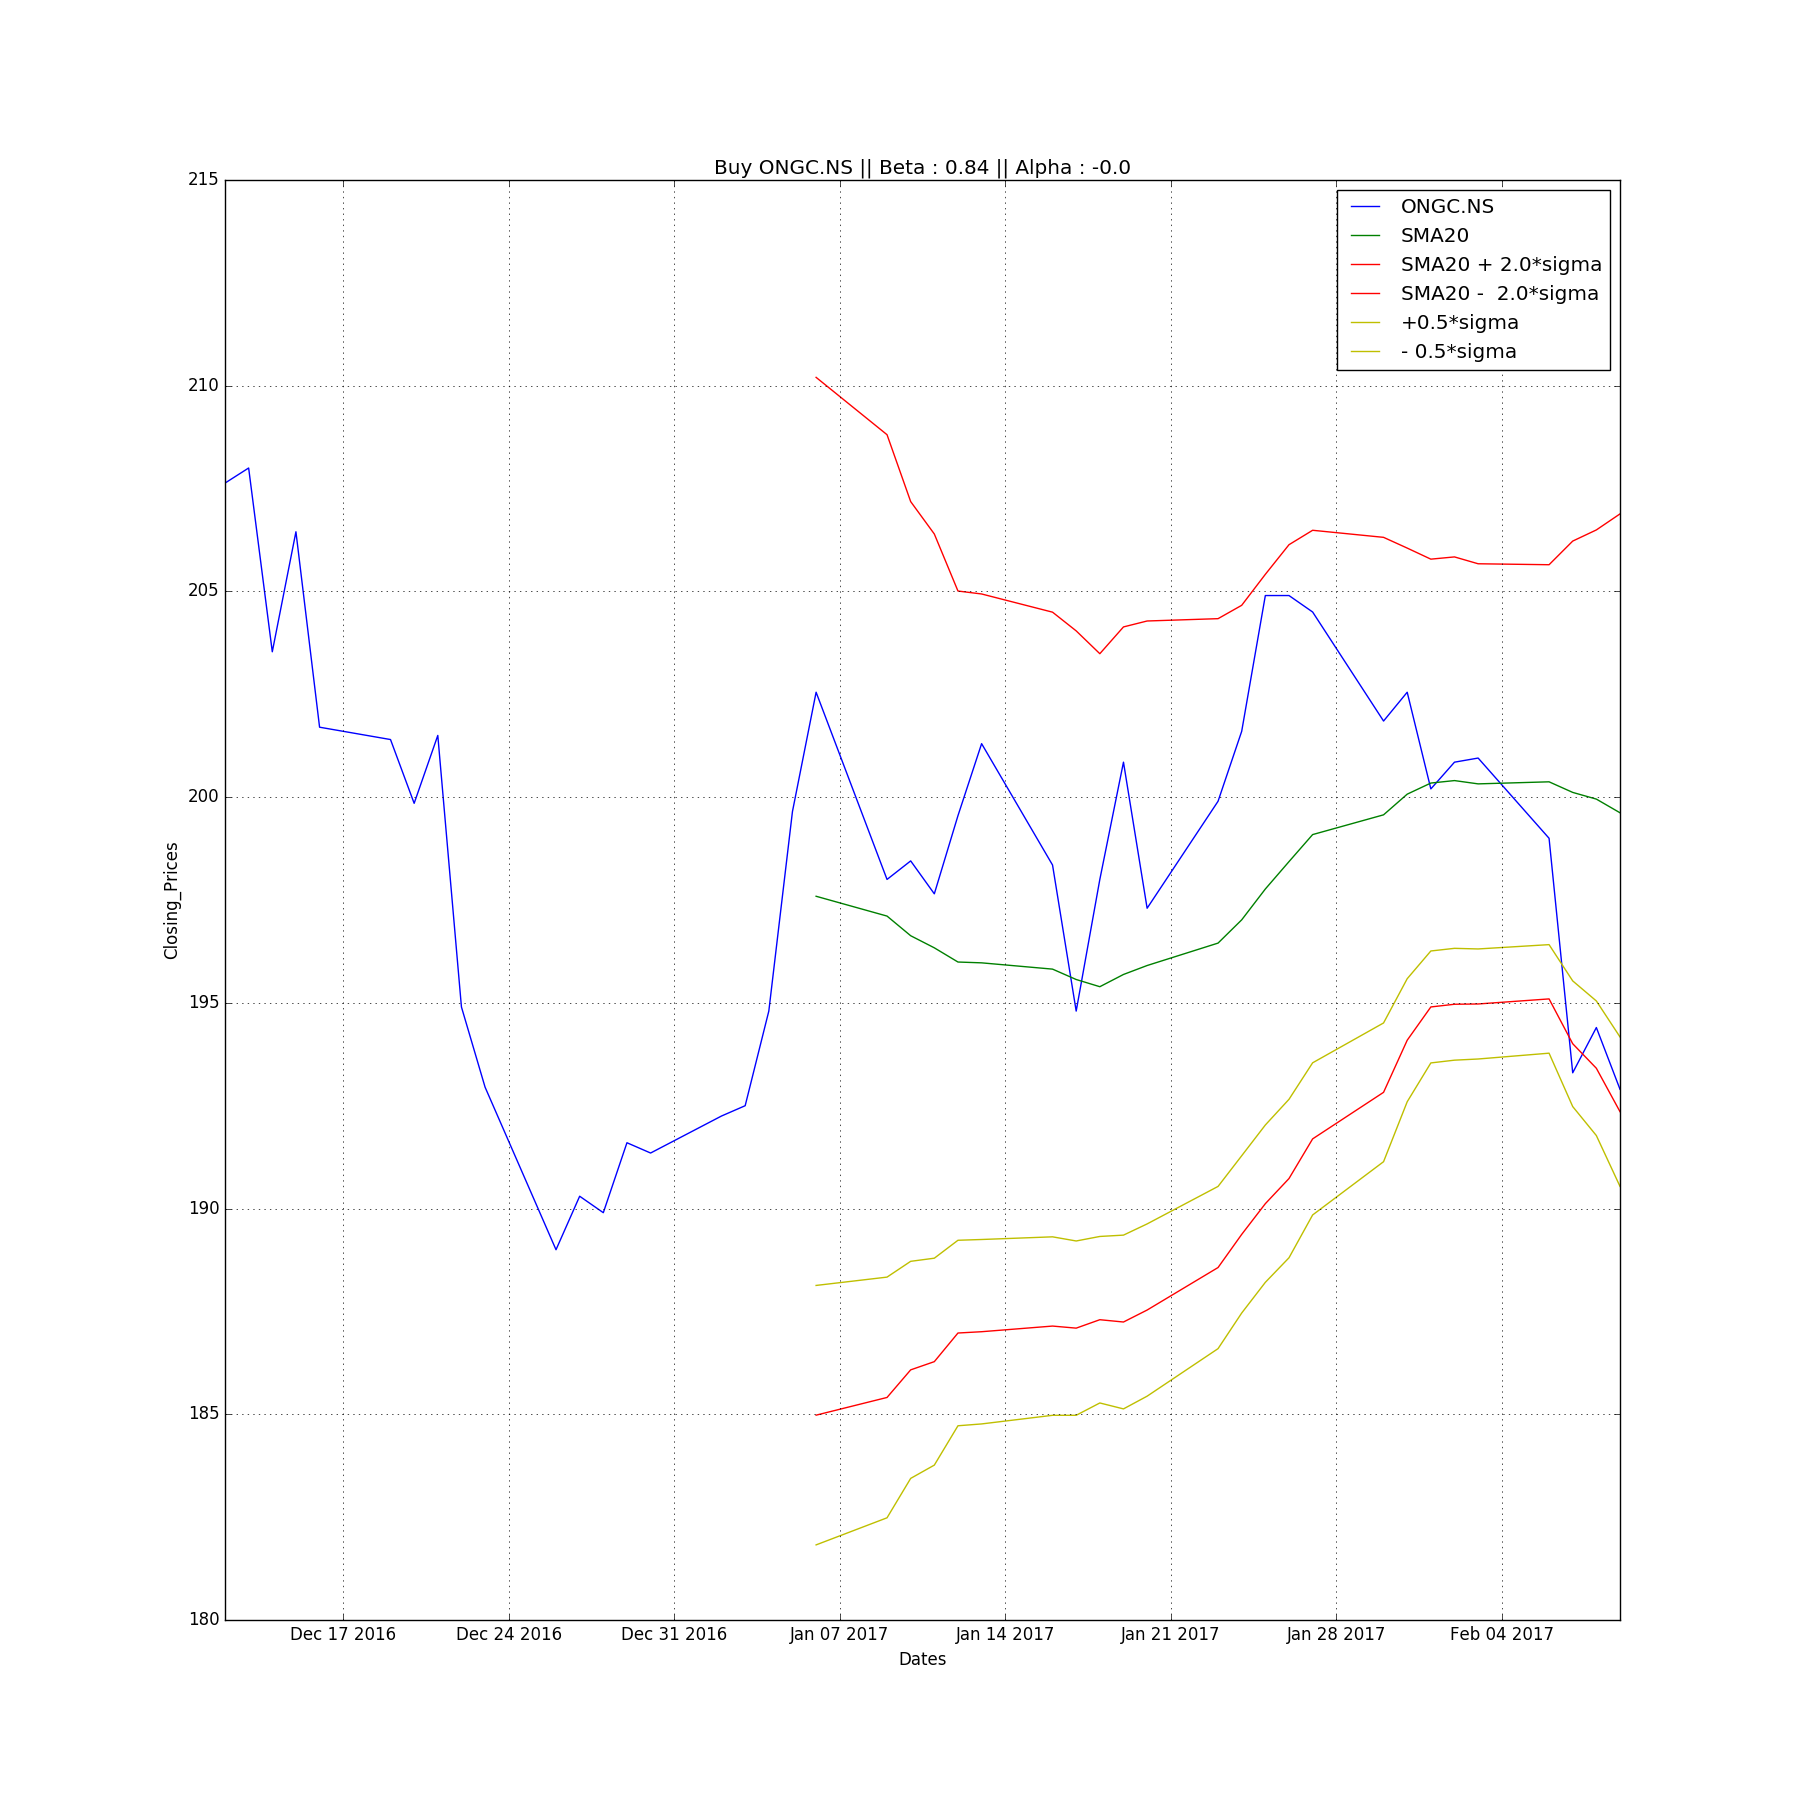 Buy ONGC.NS || Beta : 0.84 || Alpha : -0.0
215
210
205
200
195
190
185
180
Closing_Prices
ONGC.NS
SMA20
SMA20 + 2.0*sigma
SMA20 -  2.0*sigma
+0.5*sigma
- 0.5*sigma
Dec 17 2016
Dec 24 2016
Dec 31 2016
Jan 07 2017
Jan 14 2017
Jan 21 2017
Jan 28 2017
Feb 04 2017
Dates